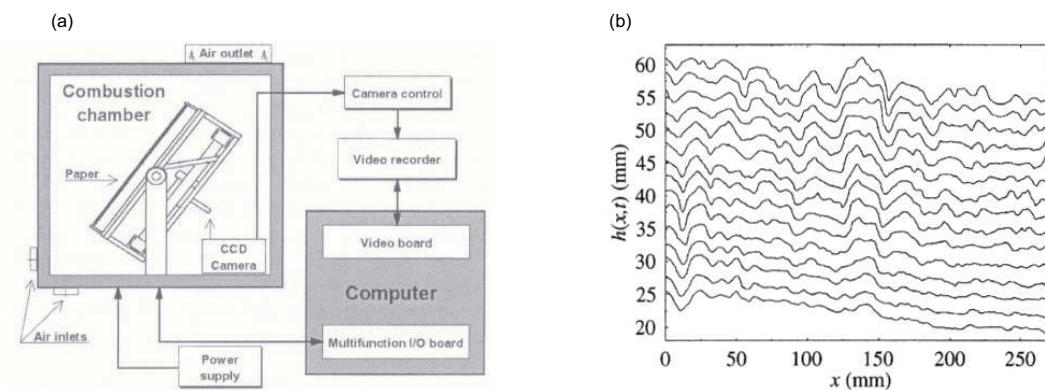 (a)
Air outlet
Combustion
chamber
Paper
Camera control
Video recorder
CCD
Camera
Video board
Computer
Multifunction I/O board
Air inlets
Power
supply
(b)
60
55
50
45
40
35
30
25
20
h(x,t) (mm)
0 50 100 150 200 250
x (mm)